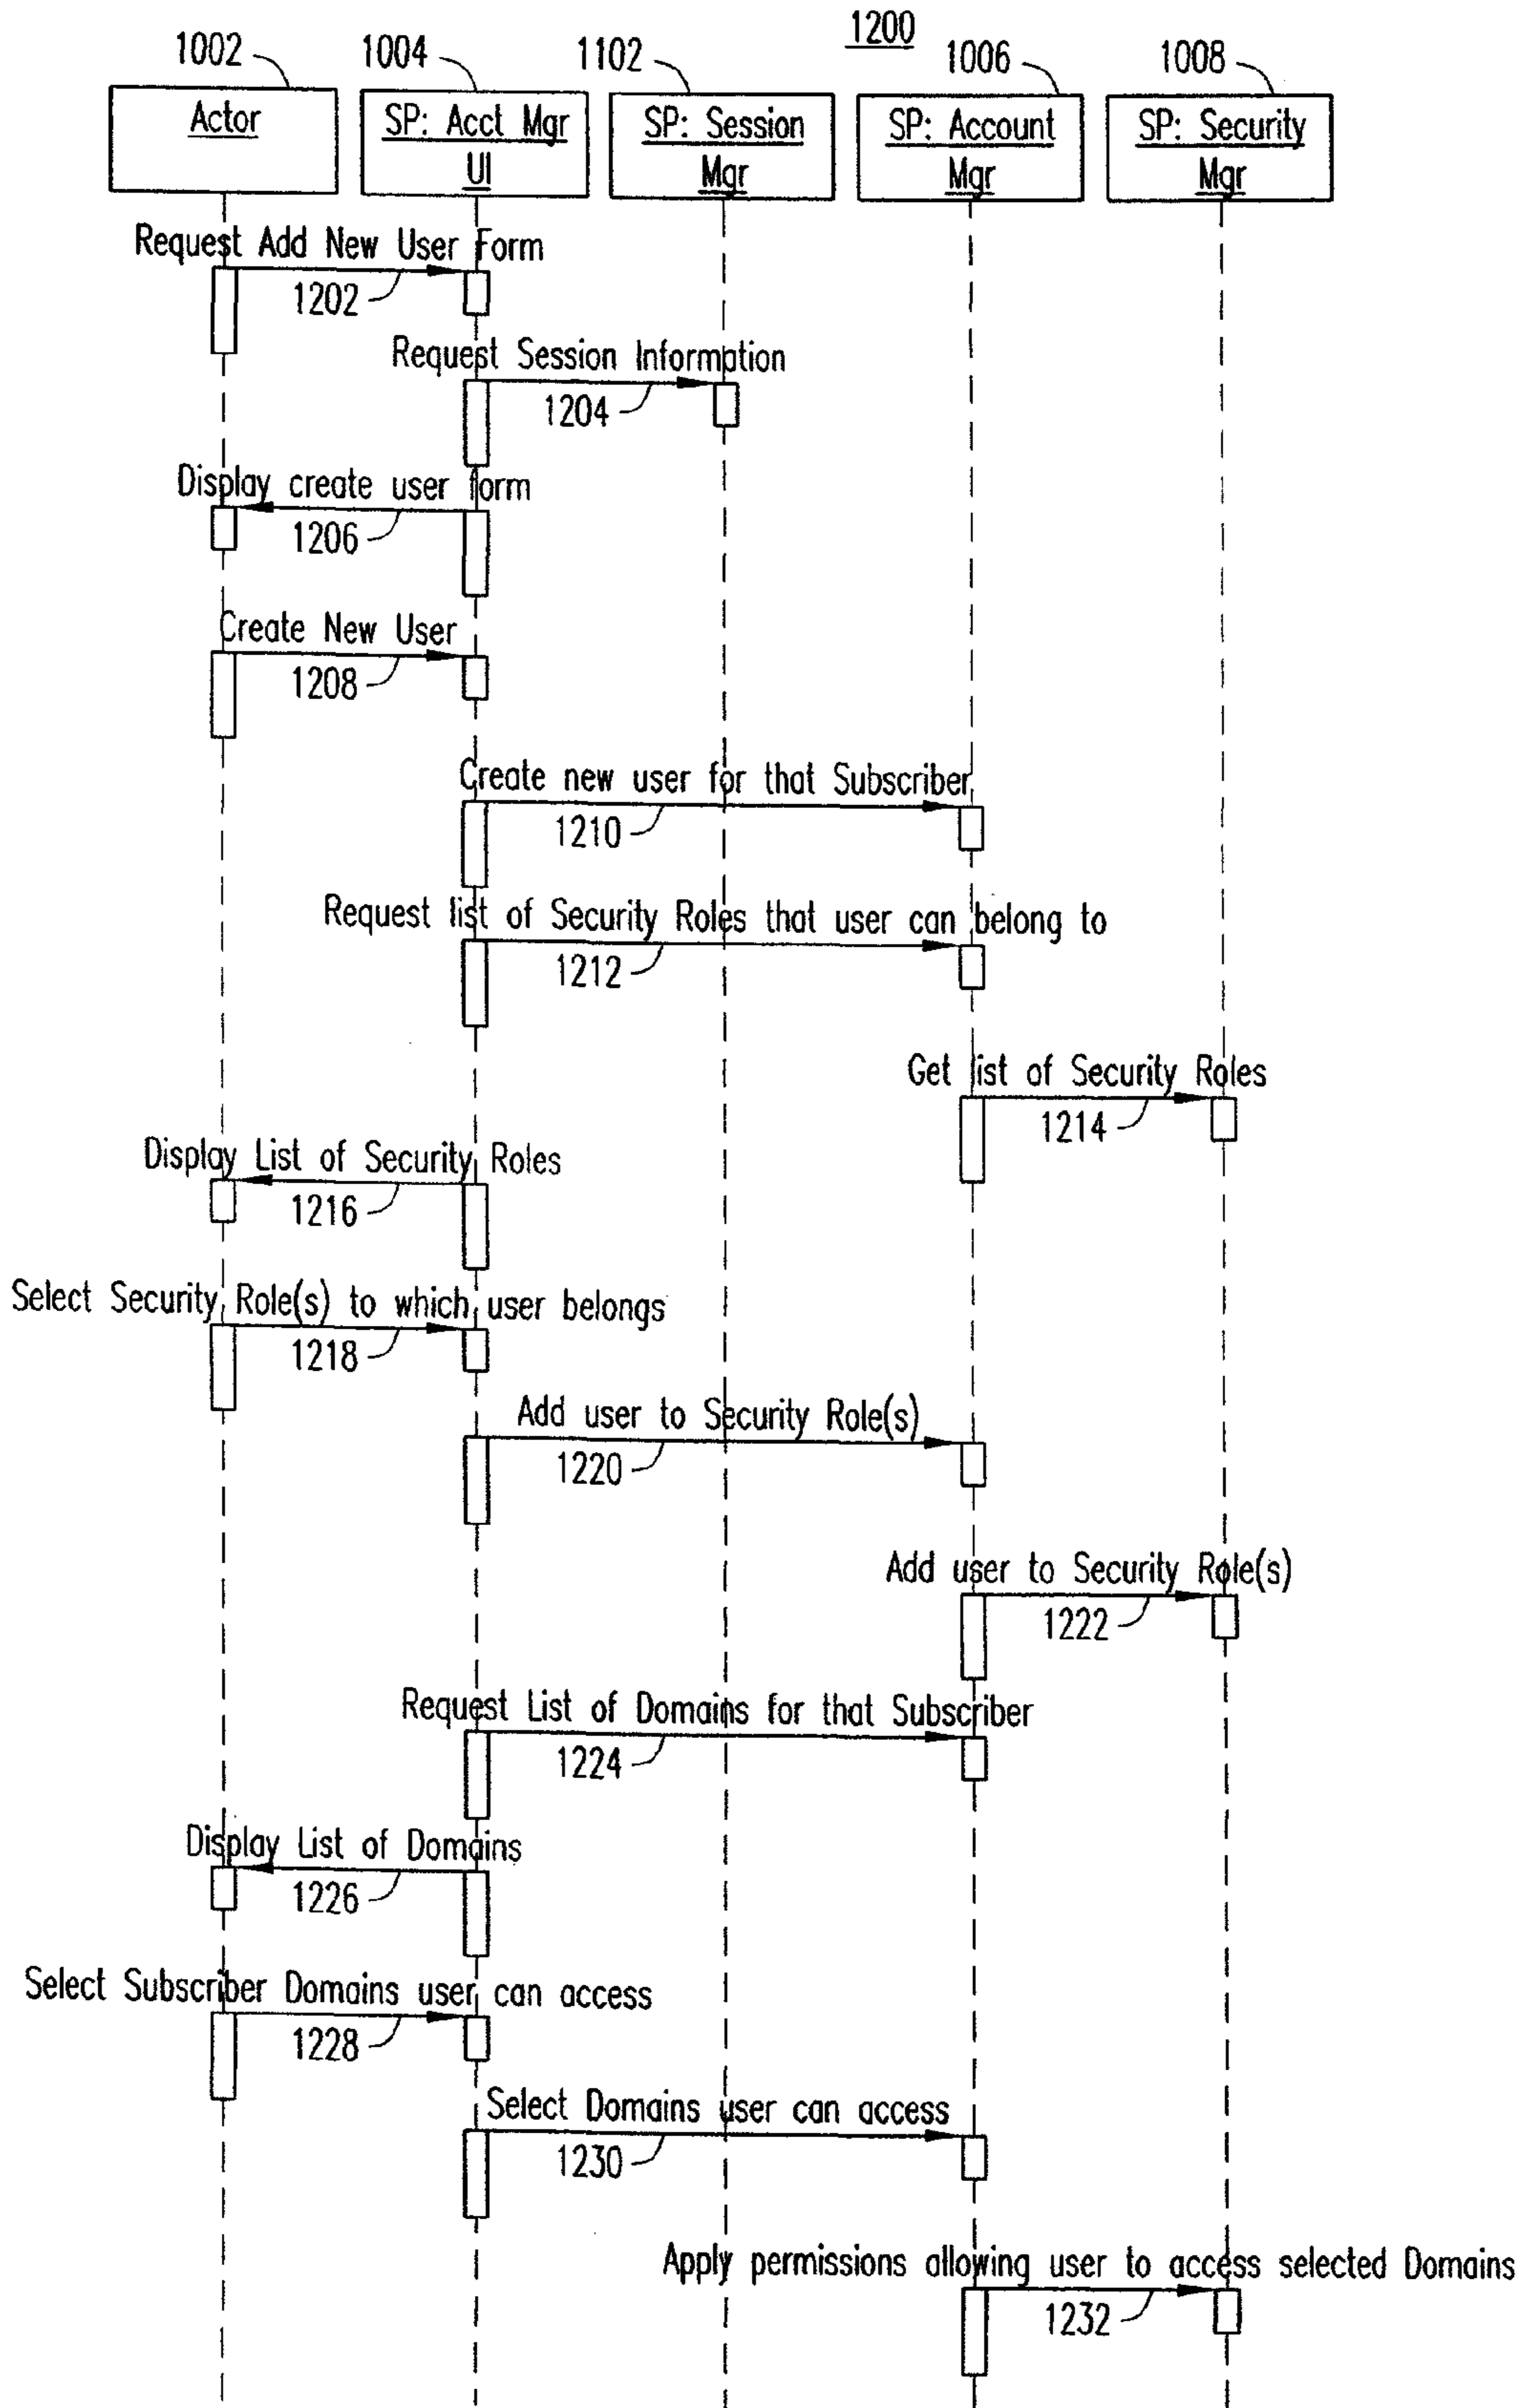 1200
1002
1004
1102
1006
1008
Actor
SP: Acct Mgr
UI
SP: Session
Mgr
SP: Account
Mgr
SP: Security
Mgr
Request Add New User Form
1202
Request Session Information
1204
Display create user form
1206
Create New User
1208
Create new user for that Subscriber
1210
Request list of Security Roles that user can belong to
1212
Get list of Security Roles
1214
Display List of Security Roles
1216
Select Security Role(s) to which user belongs
1218
Add user to Security Role(s)
1220
Add user to Security Role(s)
1222
Request List of Domains for that Subscriber
1224
Display List of Domains
1226
Select Subscriber Domains user can access
1228
Select Domains user can access
1230
Apply permissions allowing user to access selected Domains
1232